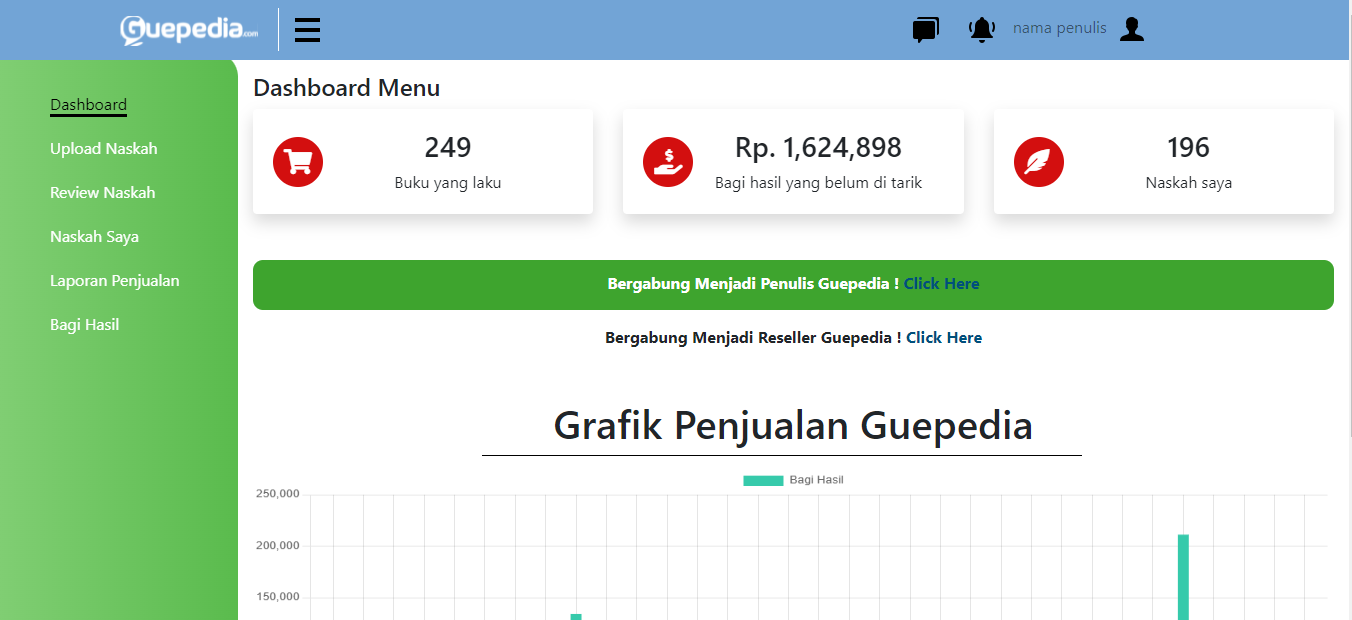 Guepedia.com
nama penulis
Dashboard
Upload Naskah
Review Naskah
Naskah Saya
Laporan Penjualan
Bagi Hasil
Dashboard Menu
249
Buku yang laku
Rp. 1,624,898
Bagi hasil yang belum di tarik
196
Naskah saya
Bergabung Menjadi Penulis Guepedia ! Click Here
Bergabung Menjadi Reseller Guepedia ! Click Here
Grafik Penjualan Guepedia
Bagi Hasil
250,000
200,000
150,000